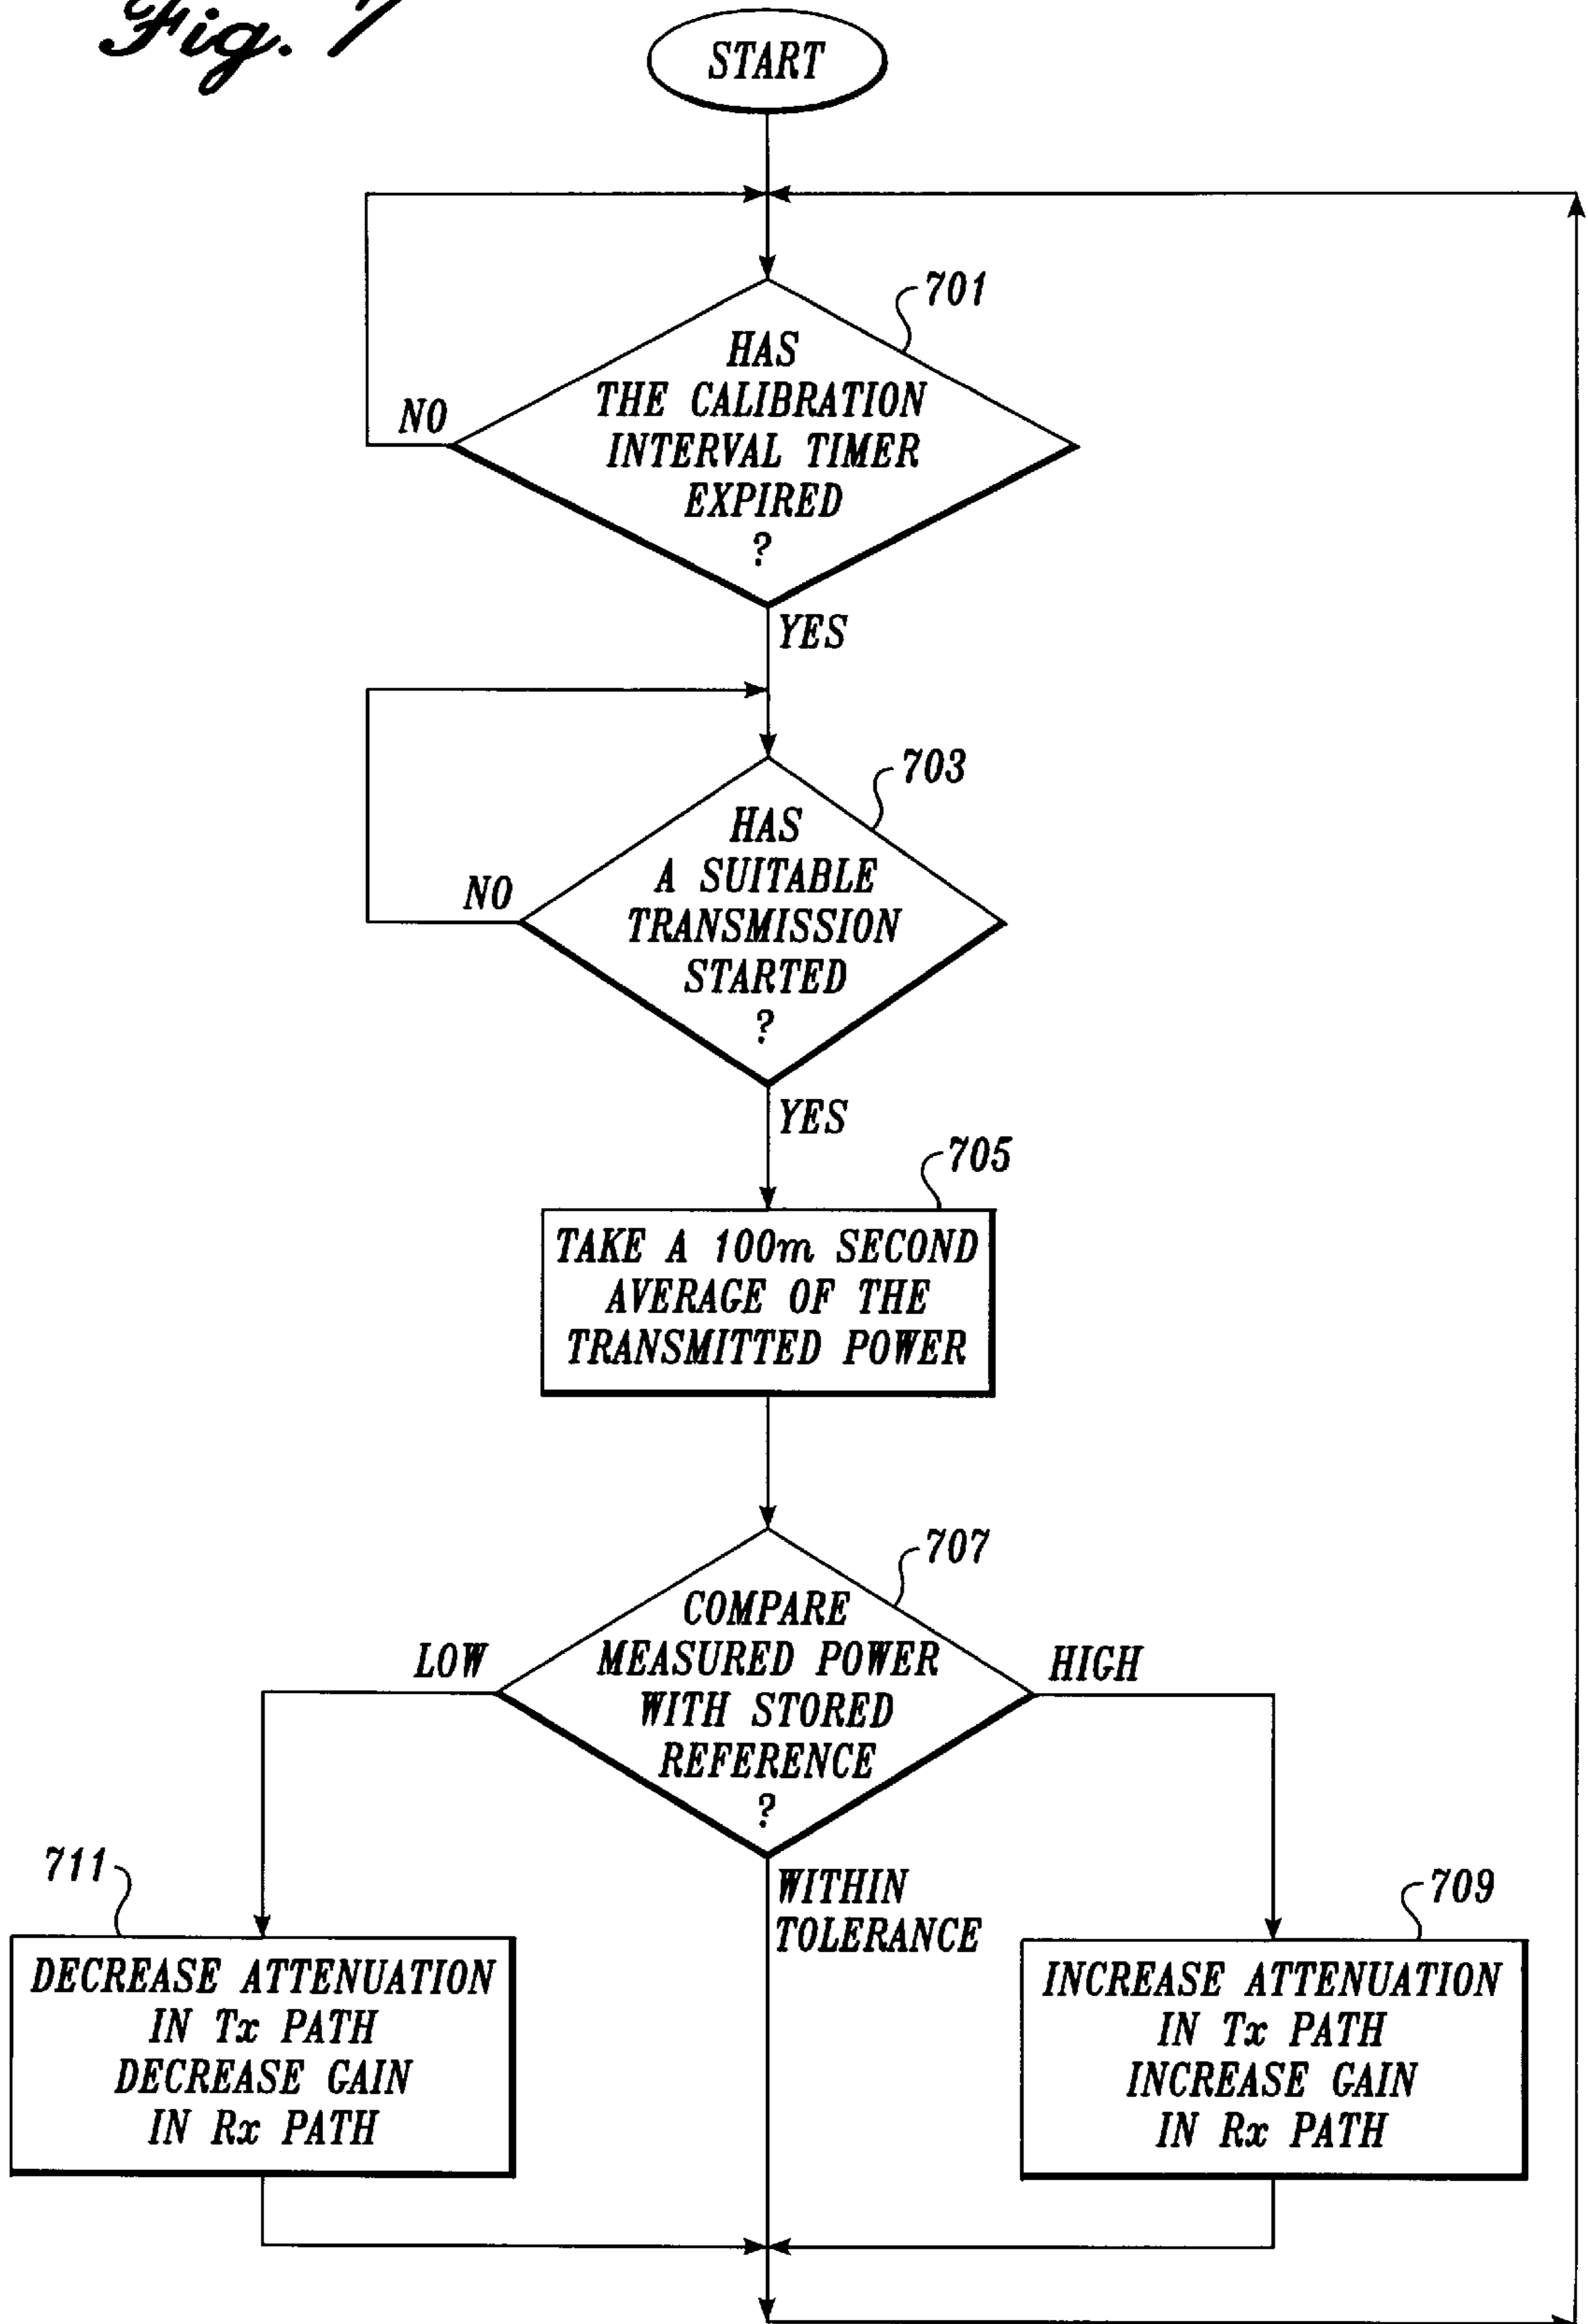 Fig. 7
START
701
HAS
THE CALIBRATION
INTERVAL TIMER
EXPIRED
?
NO
YES
703
HAS
A SUITABLE
TRANSMISSION
STARTED
?
NO
YES
705
TAKE A 100m SECOND
AVERAGE OF THE
TRANSMITTED POWER
707
COMPARE
MEASURED POWER
WITH STORED
REFERENCE
?
LOW
HIGH
WITHIN
TOLERANCE
711
DECREASE ATTENUATION
IN Tx PATH
DECREASE GAIN
IN Rx PATH
709
INCREASE ATTENUATION
IN Tx PATH
INCREASE GAIN
IN Rx PATH